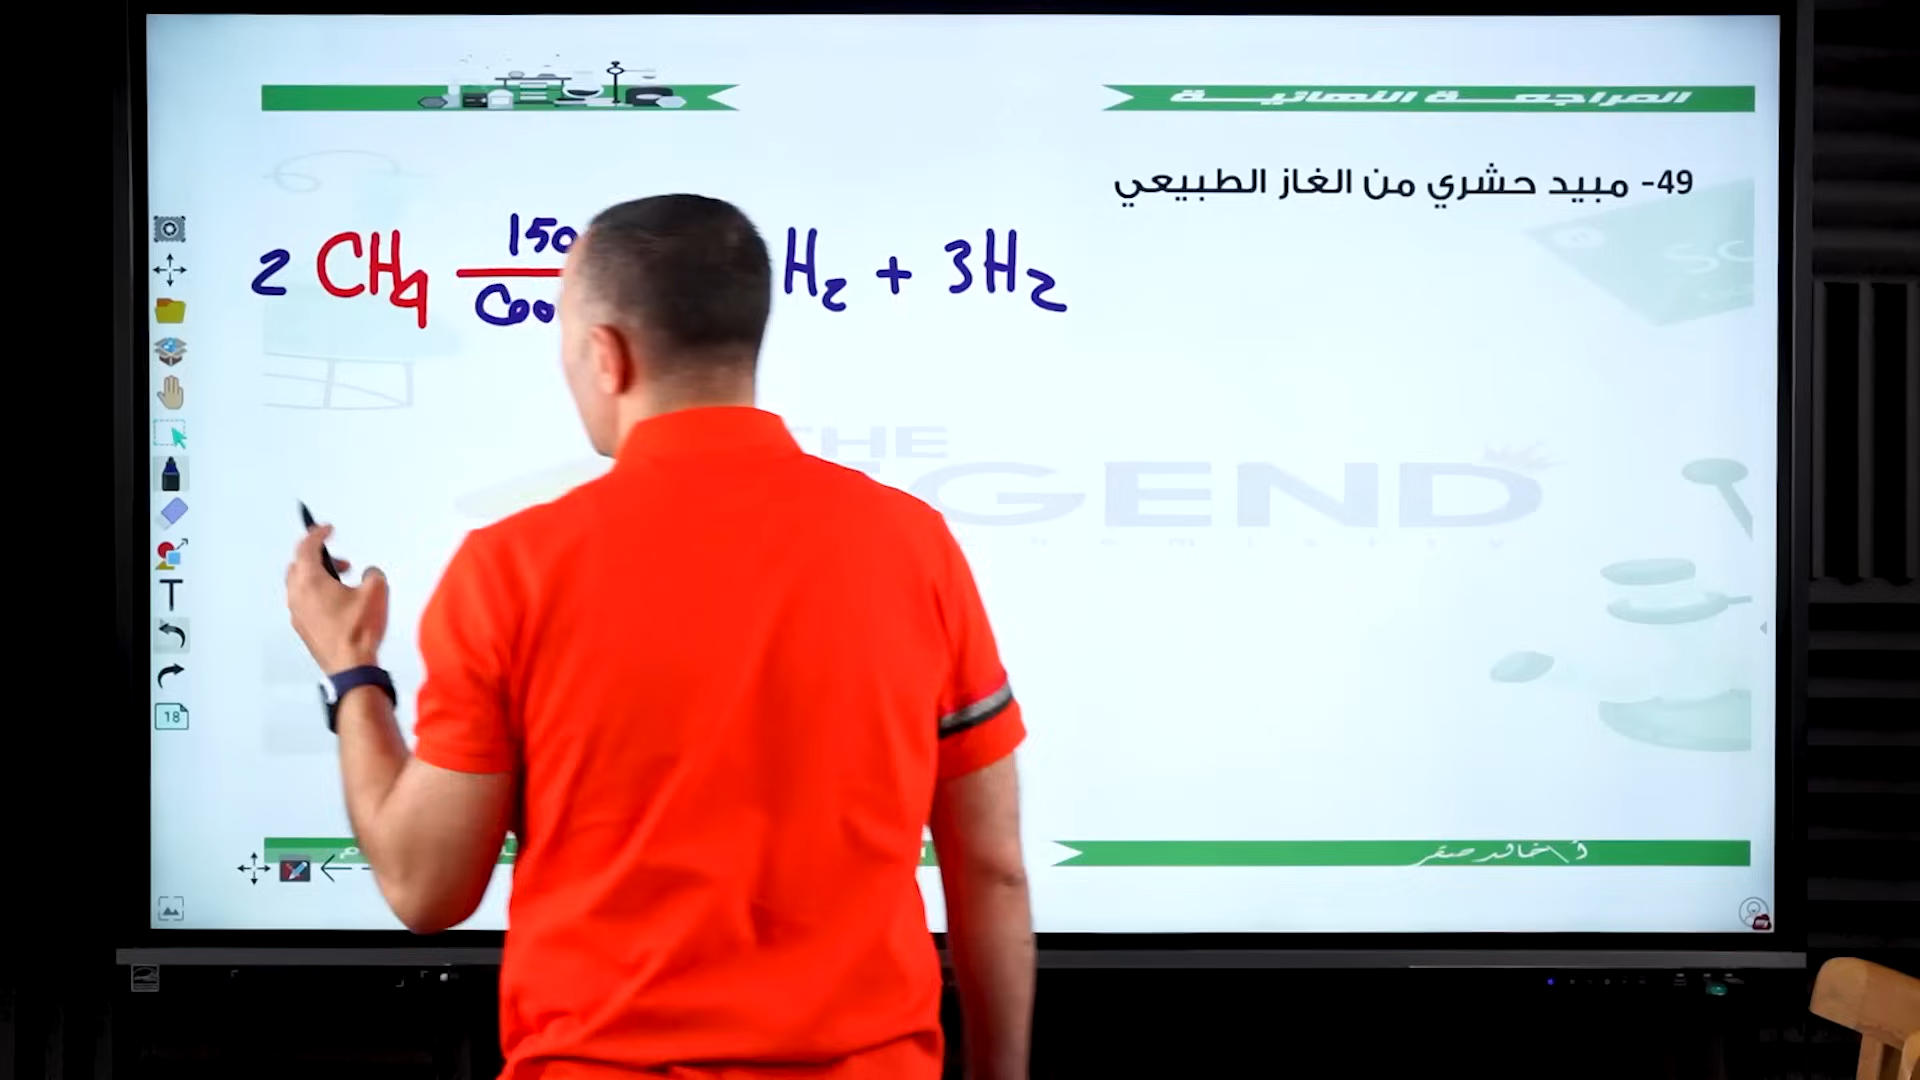 المراجعة النهائية
49- مبيد حشري من الغاز الطبيعي
2 CH4 150 H2 + 3H2
Coo
THE
GEND
SC
T
18
أ/ خالد صقر